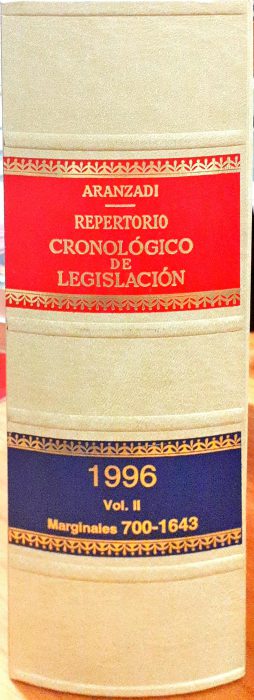 ARANZADI
REPERTORIO
CRONOLÓGICO
DE
LEGISLACIÓN
1996
Vol. II
Marginales 700-1643